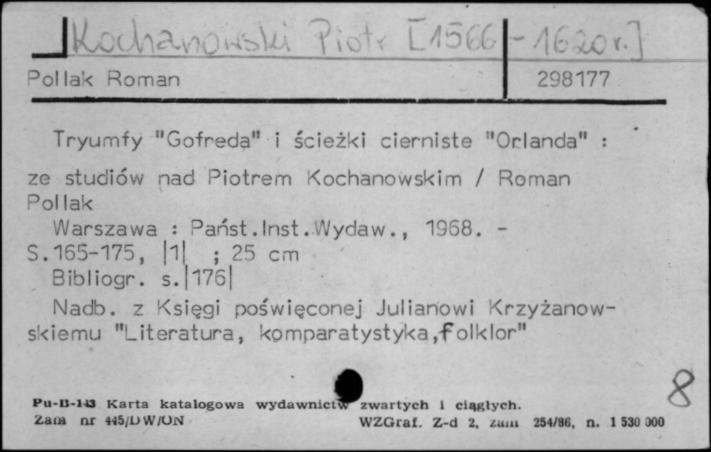 Kochanowski Piotr [1566-1620r.]
Pollak Roman 298177
Tryumfy "Gofreda" i ścieżki cierniste "Orlanda" :
ze studiów nad Piotrem Kochanowskim / Roman
Pollak
Warszawa : Państ.Inst.Wydaw., 1968. -
S.165-175, |1| ; 25 cm
Bibliogr. s.|176|
Nadb. z Księgi poświęconej Julianowi Krzyżanow-
skiemu "Literatura, komparatystyka,folklor"
8
Pu-B-143 Karta katalogowa wydawnictw zwartych i ciągłych.
Zam nr 445/DW/ON WZGraf. Z-d 2, zam 254/86, n. 1 530 000